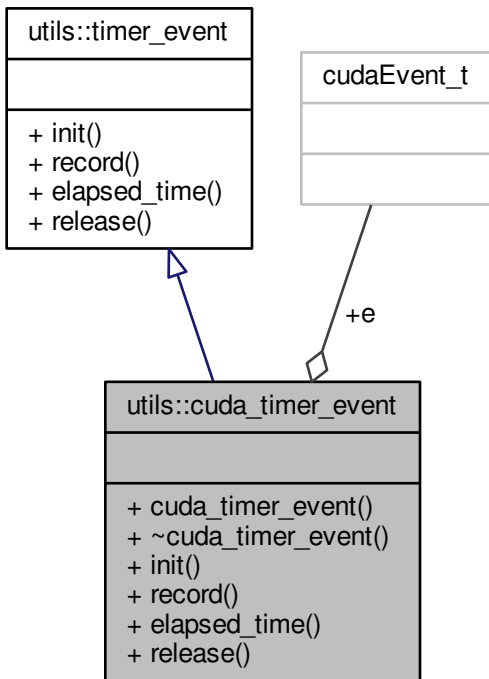 utils::timer_event
+ init()
+ record()
+ elapsed_time()
+ release()
cudaEvent_t
+e
utils::cuda_timer_event
+ cuda_timer_event()
+ ~cuda_timer_event()
+ init()
+ record()
+ elapsed_time()
+ release()